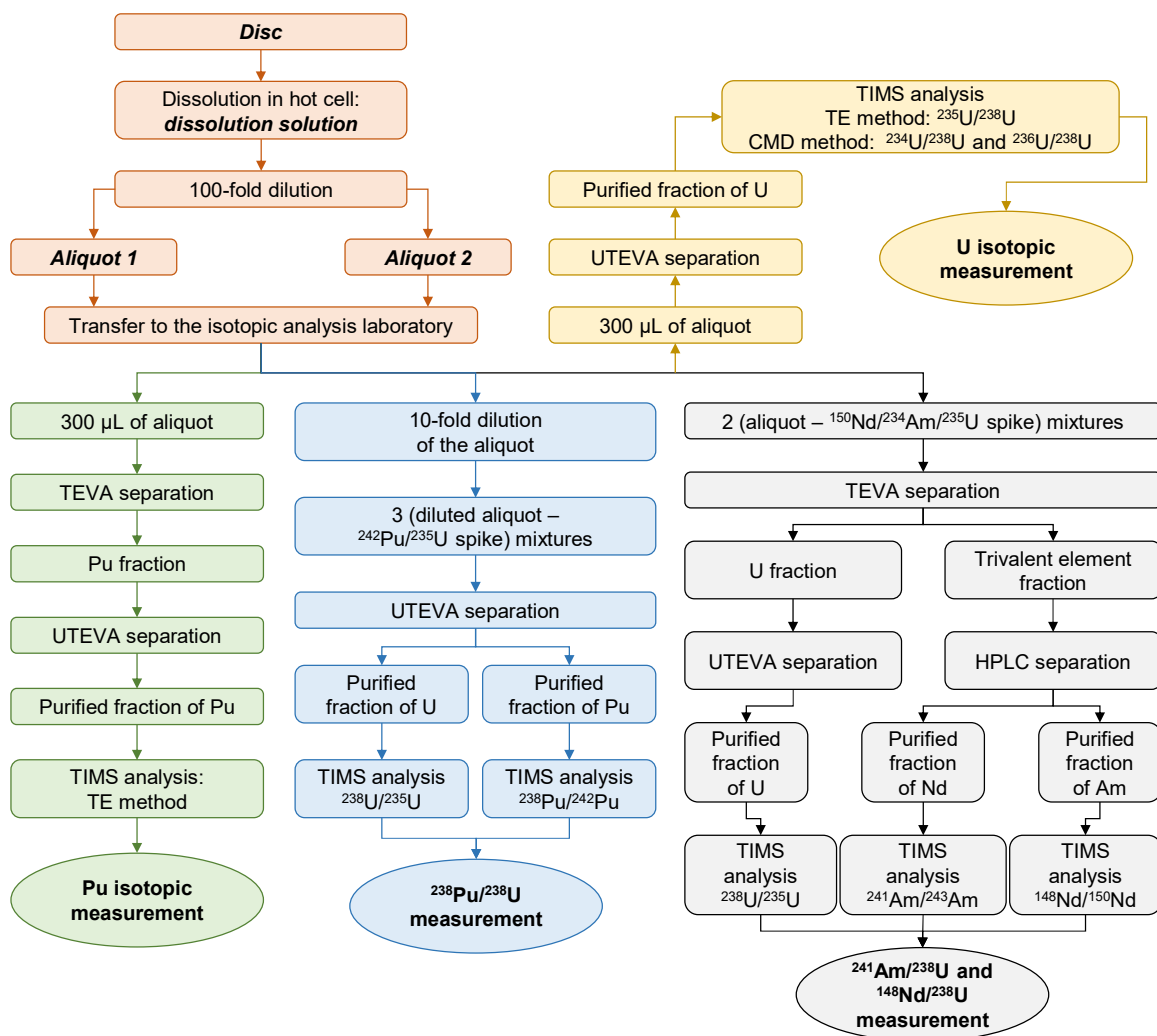 Disc
Dissolution in hot cell:
dissolution solution
100-fold dilution
Aliquot 1
Aliquot 2
Transfer to the isotopic analysis laboratory
TIMS analysis
TE method: ²³⁵U/²³⁸U
CMD method: ²³⁴U/²³⁸U and ²³⁶U/²³⁸U
Purified fraction of U
UTEVA separation
300 µL of aliquot
U isotopic
measurement
300 µL of aliquot
TEVA separation
Pu fraction
UTEVA separation
Purified fraction of Pu
TIMS analysis:
TE method
Pu isotopic
measurement
10-fold dilution
of the aliquot
3 (diluted aliquot –
²⁴²Pu/²³⁵U spike) mixtures
UTEVA separation
Purified
fraction of U
Purified
fraction of Pu
TIMS analysis
²³⁸U/²³⁵U
TIMS analysis
²³⁸Pu/²⁴²Pu
²³⁸Pu/²³⁸U
measurement
2 (aliquot – ¹⁵⁰Nd/²³⁴Am/²³⁵U spike) mixtures
TEVA separation
U fraction
Trivalent element
fraction
UTEVA separation
HPLC separation
Purified
fraction
of U
Purified
fraction
of Nd
Purified
fraction
of Am
TIMS
analysis
²³⁸U/²³⁵U
TIMS
analysis
²⁴¹Am/²⁴³Am
TIMS
analysis
¹⁴⁸Nd/¹⁵⁰Nd
²⁴¹Am/²³⁸U and
¹⁴⁸Nd/²³⁸U
measurement